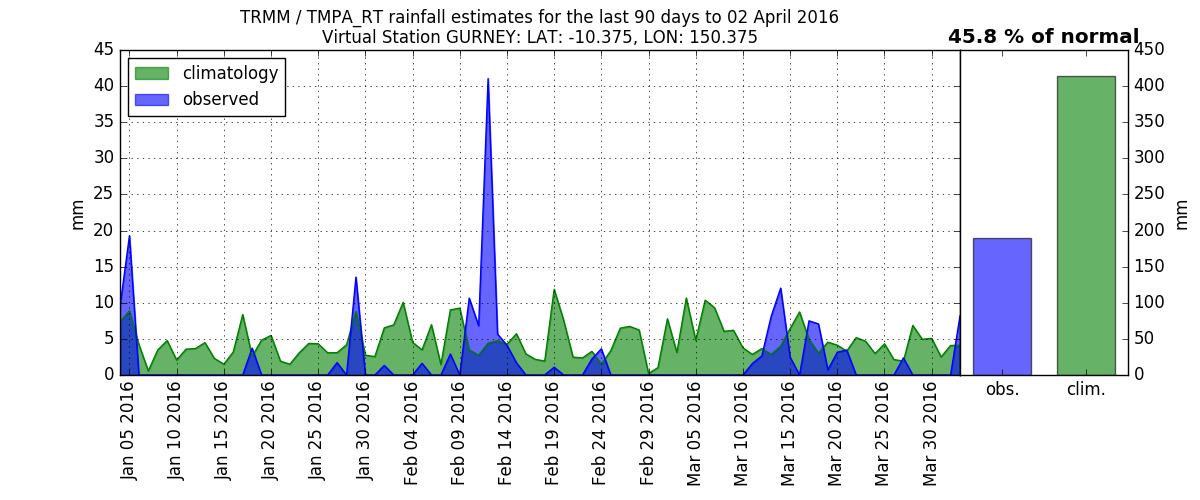 TRMM / TMPA_RT rainfall estimates for the last 90 days to 02 April 2016
Virtual Station GURNEY: LAT: -10.375, LON: 150.375
45.8 % of normal
climatology
observed
mm
45
40
35
30
25
20
15
10
5
0
Jan 05 2016
Jan 10 2016
Jan 15 2016
Jan 20 2016
Jan 25 2016
Jan 30 2016
Feb 04 2016
Feb 09 2016
Feb 14 2016
Feb 19 2016
Feb 24 2016
Feb 29 2016
Mar 05 2016
Mar 10 2016
Mar 15 2016
Mar 20 2016
Mar 25 2016
Mar 30 2016
obs.
clim.
450
400
350
300
250
200
150
100
50
0
mm